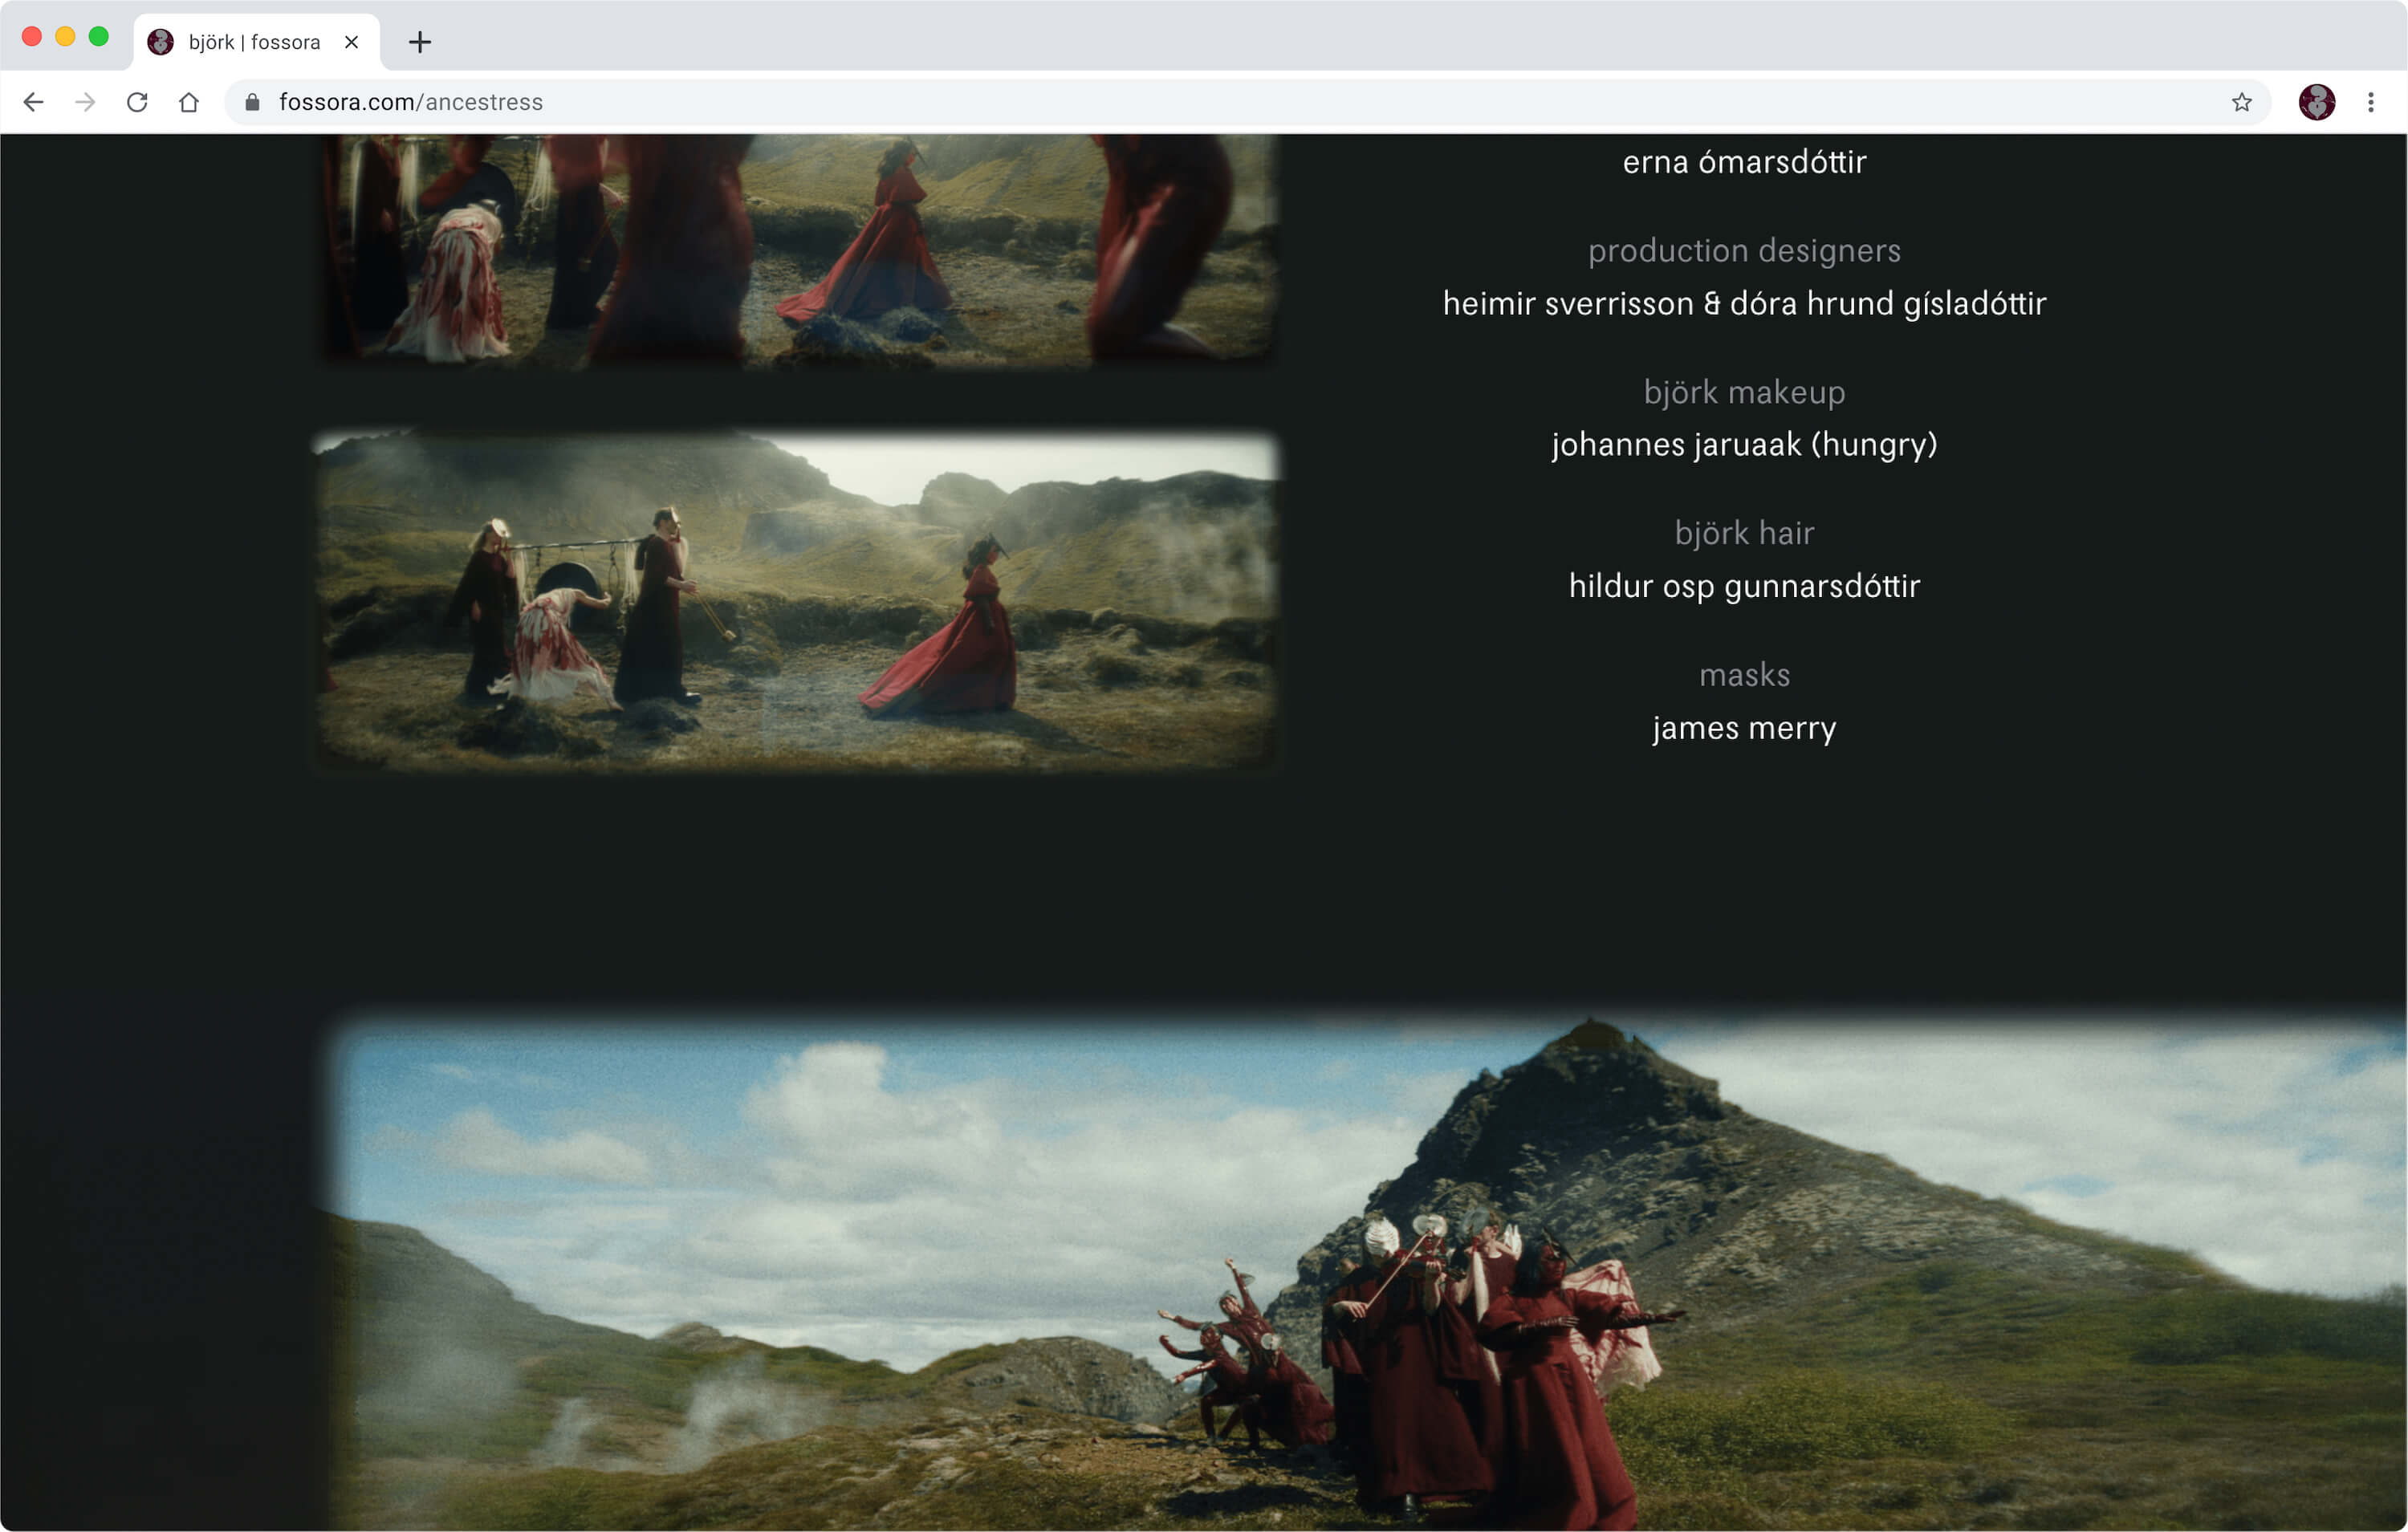 björk | fossora
fossora.com/ancestress
erna ómarsdóttir
production designers
heimir sverrisson & dóra hrund gísladóttir
björk makeup
johannes jaruaak (hungry)
björk hair
hildur osp gunnarsdóttir
masks
james merry